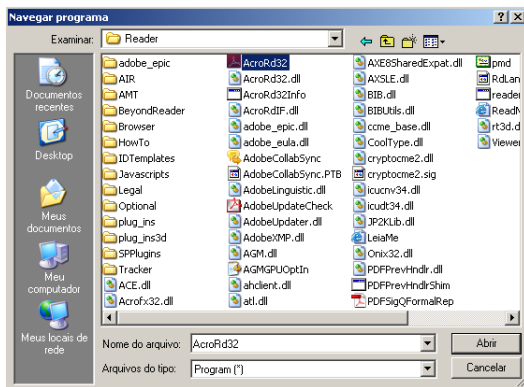 Navegar programa
Examinar: Reader
Documentos recentes
Desktop
Meus documentos
Meu computador
Meus locais de rede
adobe_epic
AIR
AMT
BeyondReader
Browser
HowTo
IDTemplates
Javascripts
Legal
Optional
plug_ins
plug_ins3d
SPPlugins
Tracker
ACE.dll
Acrofx32.dll
AcroRd32
AcroRd32.dll
AcroRd32Info
AcroRdIF.dll
adobe_epic.dll
adobe_eula.dll
AdobeCollabSync
AdobeCollabSync.PTB
AdobeLinguistic.dll
AdobeUpdateCheck
AdobeUpdater.dll
AdobeXMP.dll
AGM.dll
AGMGPUOptIn
ahclient.dll
atl.dll
AXE8SharedExpat.dll
AXSLE.dll
BIB.dll
BIBUtils.dll
ccme_base.dll
CoolType.dll
cryptocme2.dll
cryptocme2.sig
icucnv34.dll
icudt34.dll
JP2KLib.dll
LeiaMe
Onix32.dll
PDFPrevHndlr.dll
PDFPrevHndlrShim
PDFSigQFormalRep
pmd
RdLan
reader
ReadM
rt3d.d
Viewer
Nome do arquivo: AcroRd32 Abrir
Arquivos do tipo: Program (*) Cancelar